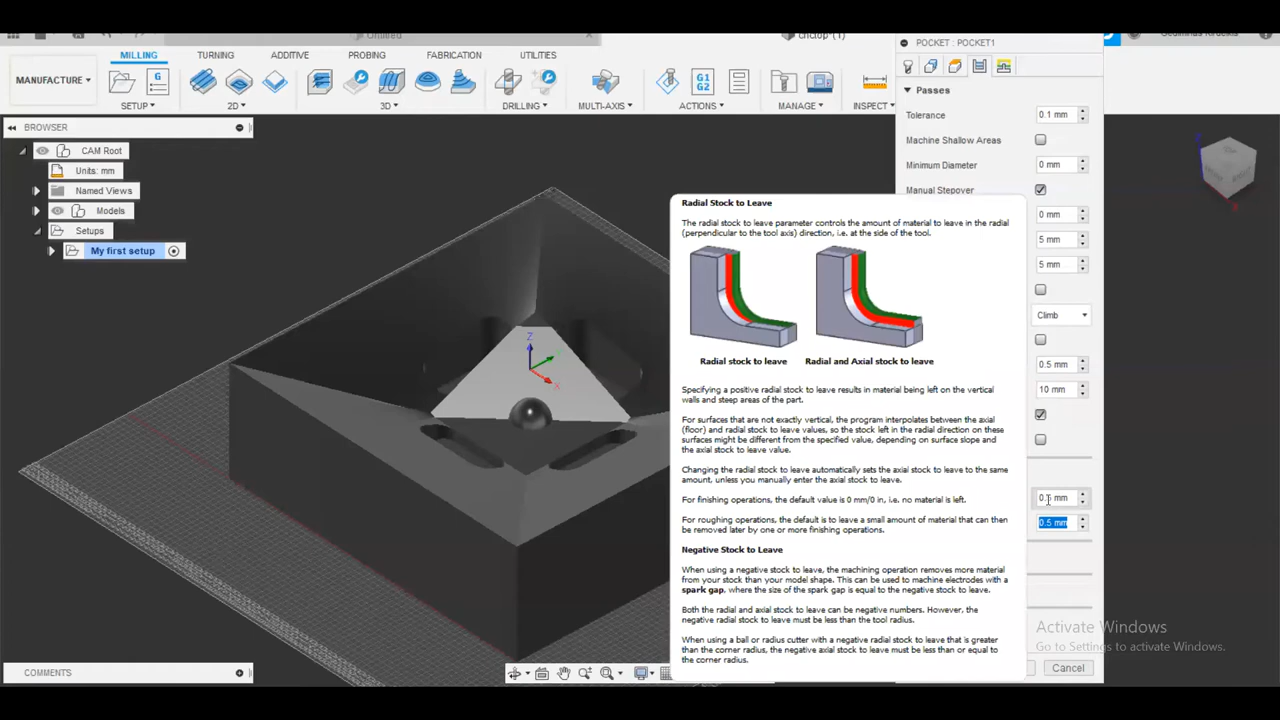 Untitled
cnctop*(1)
MILLING TURNING ADDITIVE PROBING FABRICATION UTILITIES
MANUFACTURE
G1
G2
SETUP 2D 3D DRILLING MULTI-AXIS ACTIONS MANAGE INSPECT
BROWSER
CAM Root
Units: mm
Named Views
Models
Setups
My first setup
POCKET : POCKET1
Passes
Tolerance 0.1 mm
Machine Shallow Areas
Minimum Diameter 0 mm
Manual Stepover
0 mm
5 mm
5 mm
Climb
0.5 mm
10 mm
0.5 mm
0.5 mm
Radial Stock to Leave
The radial stock to leave parameter controls the amount of material to leave in the radial
(perpendicular to the tool axis) direction, i.e. at the side of the tool.
Radial stock to leave Radial and Axial stock to leave
Specifying a positive radial stock to leave results in material being left on the vertical
walls and steep areas of the part.
For surfaces that are not exactly vertical, the program interpolates between the axial
(floor) and radial stock to leave values, so the stock left in the radial direction on these
surfaces might be different from the specified value, depending on surface slope and
the axial stock to leave value.
Changing the radial stock to leave automatically sets the axial stock to leave to the same
amount, unless you manually enter the axial stock to leave.
For finishing operations, the default value is 0 mm/0 in, i.e. no material is left.
For roughing operations, the default is to leave a small amount of material that can then
be removed later by one or more finishing operations.
Negative Stock to Leave
When using a negative stock to leave, the machining operation removes more material
from your stock than your model shape. This can be used to machine electrodes with a
spark gap, where the size of the spark gap is equal to the negative stock to leave.
Both the radial and axial stock to leave can be negative numbers. However, the
negative radial stock to leave must be less than the tool radius.
When using a ball or radius cutter with a negative radial stock to leave that is greater
than the corner radius, the negative axial stock to leave must be less than or equal to
the corner radius.
Z
X
Activate Windows
Go to Settings to activate Windows.
Cancel
COMMENTS